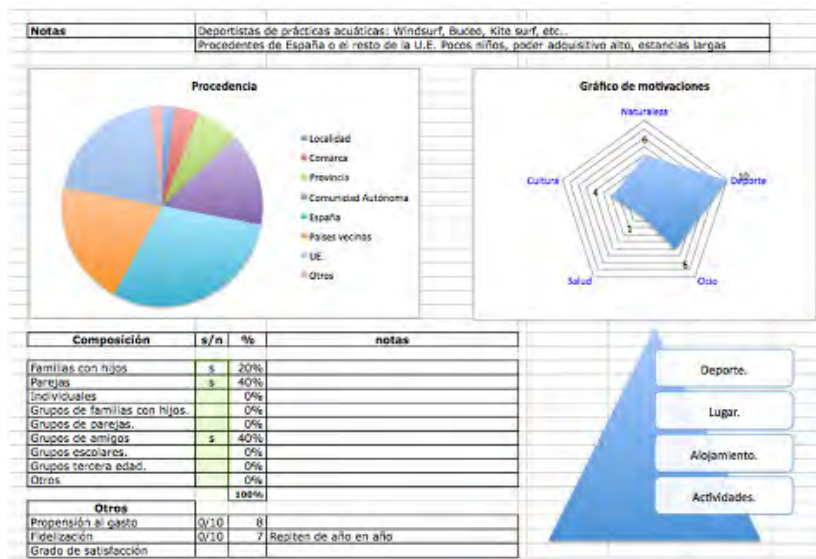 Notas Deportistas de prácticas acuáticas: Windsurf, Buceo, Kite surf, etc..
Procedentes de España o el resto de la U.E. Pocos niños, poder adquisitivo alto, estancias largas
Procedencia
Localidad
Comarca
Provincia
Comunidad Autónoma
España
Países vecinos
UE.
Otros
Gráfico de motivaciones
Naturaleza
6
Cultura
4
10
Deporte
1
6
Salud
Ocio
Composición s/n % notas
Familias con hijos s 20%
Parejas s 40%
Individuales 0%
Grupos de familias con hijos. 0%
Grupos de parejas. 0%
Grupos de amigos s 40%
Grupos escolares. 0%
Grupos tercera edad. 0%
Otros 0%
100%
Otros
Propensión al gasto 0/10 8
Fidelización 0/10 7 Repiten de año en año
Grado de satisfacción
Deporte.
Lugar.
Alojamiento.
Actividades.